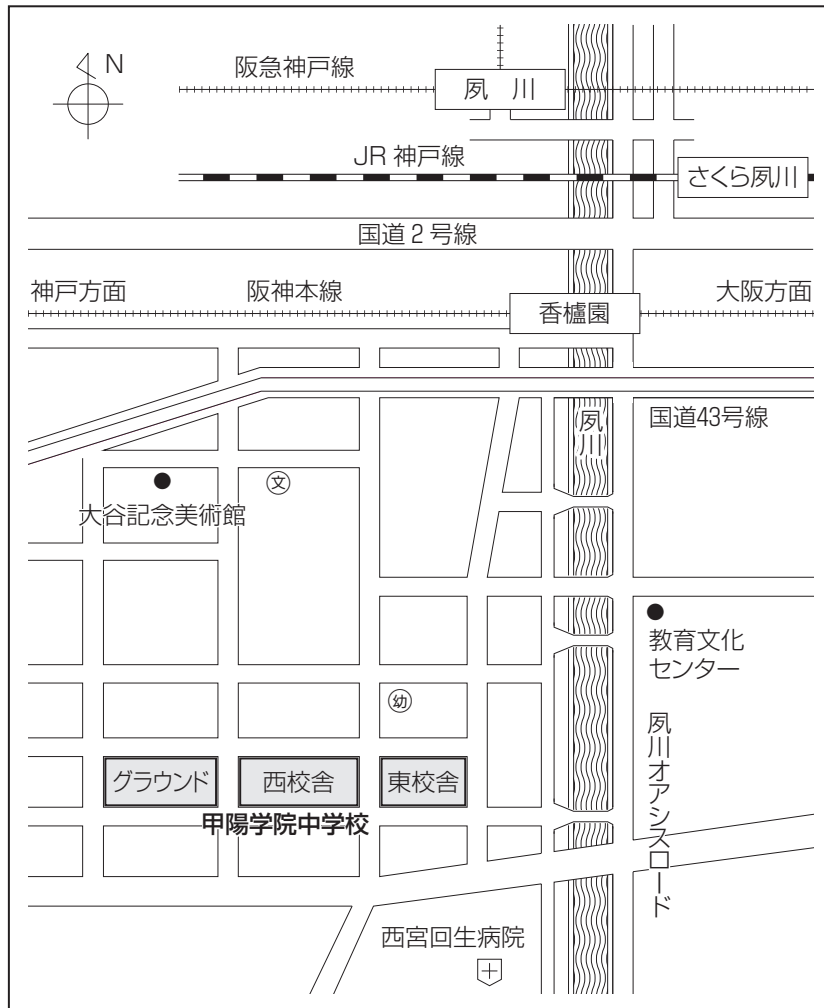 N
阪急神戸線
夙 川
JR 神戸線
さくら夙川
国道 2 号線
神戸方面
阪神本線
香櫨園
大阪方面
夙川
国道43号線
文
大谷記念美術館
教育文化
センター
幼
夙川オアシスロード
グラウンド
西校舎
東校舎
甲陽学院中学校
西宮回生病院